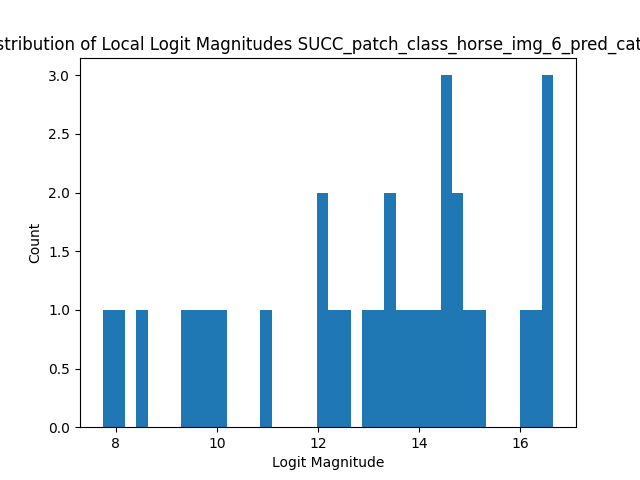 stribution of Local Logit Magnitudes SUCC_patch_class_horse_img_6_pred_cat
3.0
2.5
2.0
1.5
1.0
0.5
0.0
Count
8 10 12 14 16
Logit Magnitude